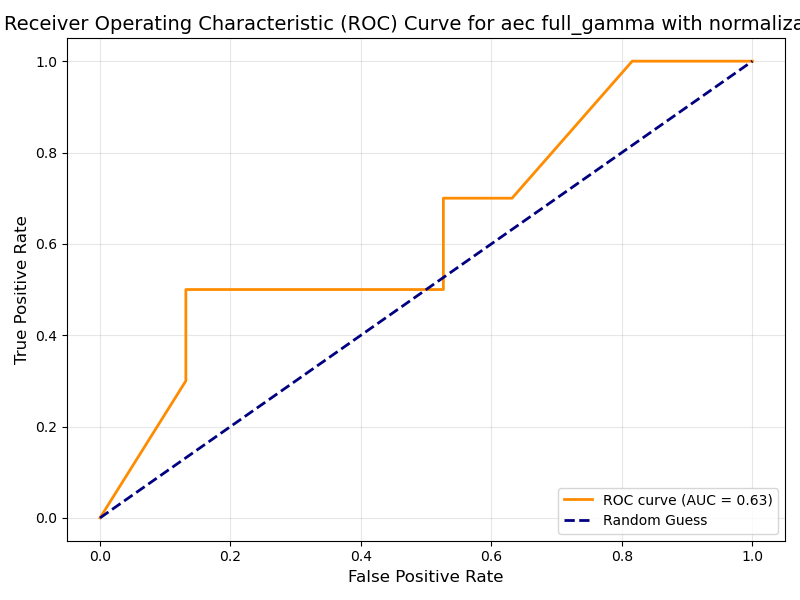 Receiver Operating Characteristic (ROC) Curve for aec full_gamma with normaliza
1.0
0.8
0.6
0.4
0.2
0.0
True Positive Rate
ROC curve (AUC = 0.63)
Random Guess
0.0 0.2 0.4 0.6 0.8 1.0
False Positive Rate